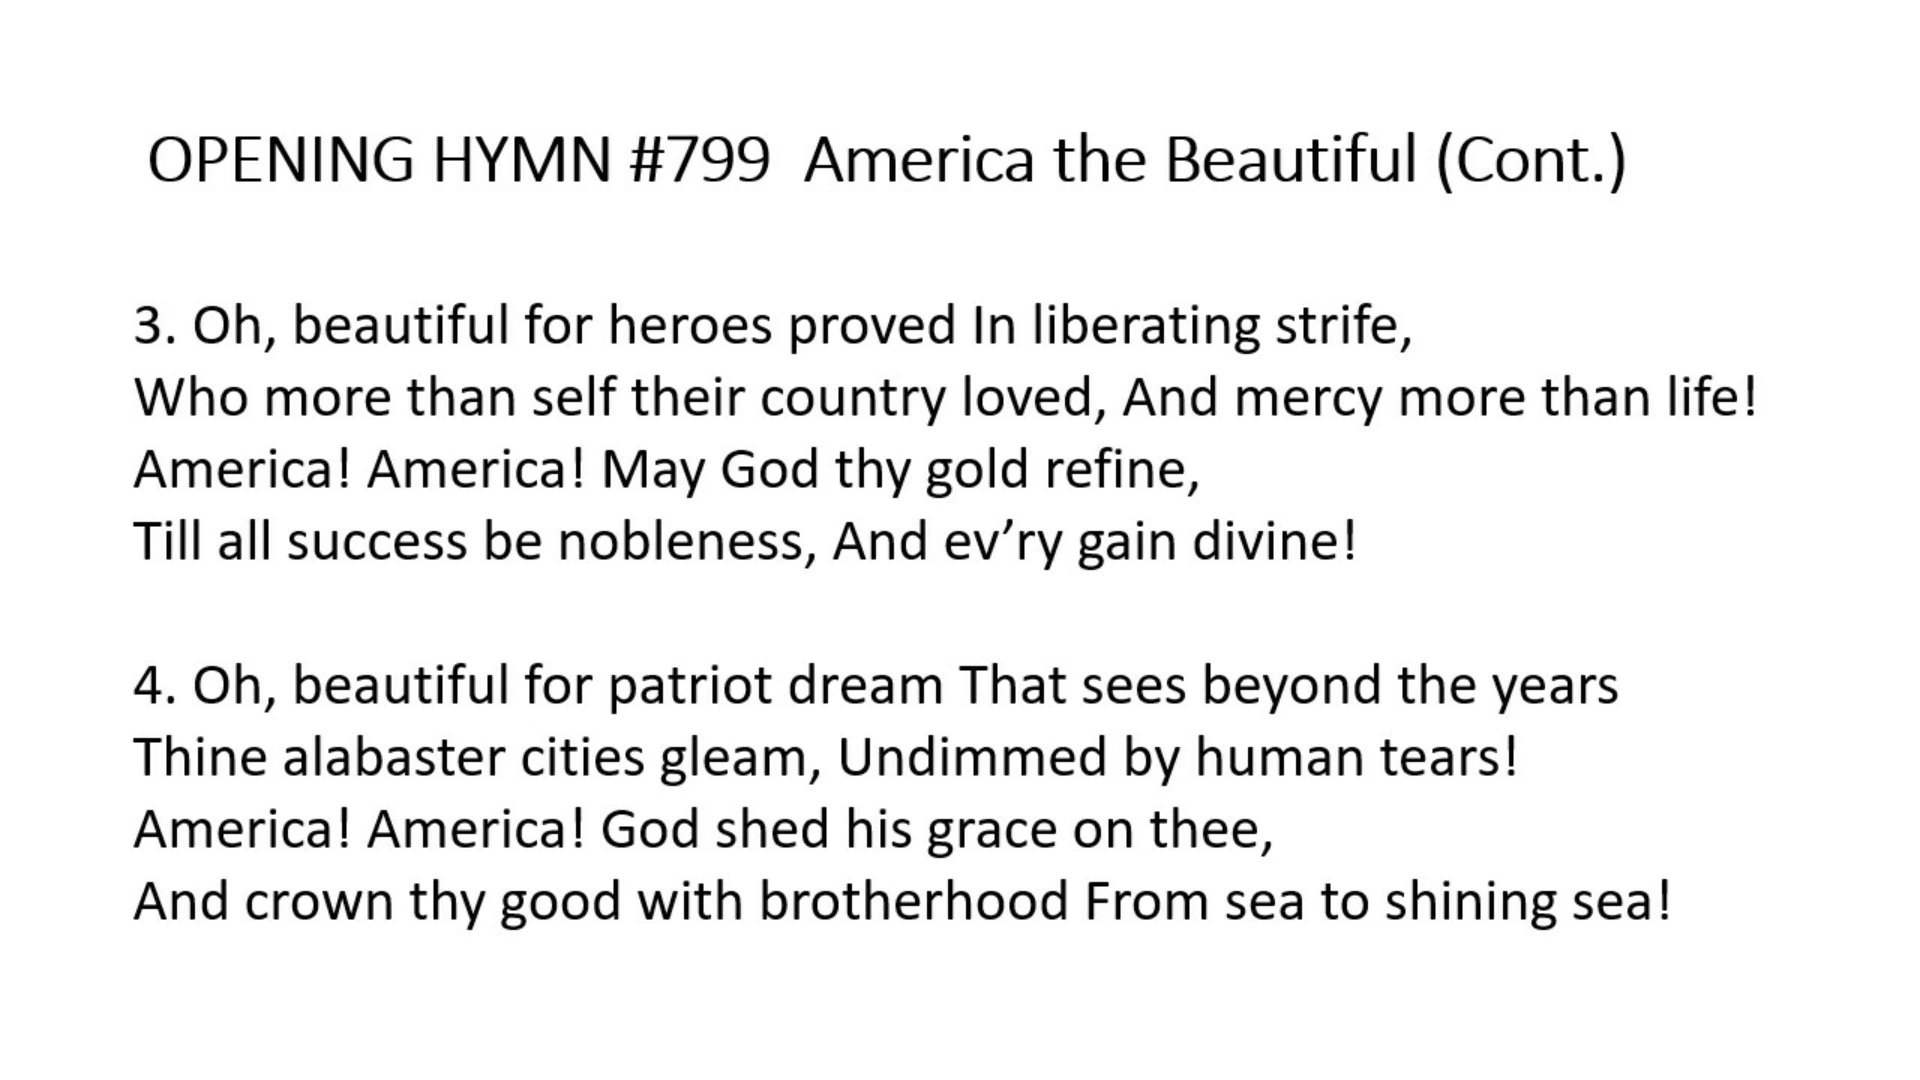 OPENING HYMN #799  America the Beautiful (Cont.)
3. Oh, beautiful for heroes proved In liberating strife,
Who more than self their country loved, And mercy more than life!
America! America! May God thy gold refine,
Till all success be nobleness, And ev’ry gain divine!
4. Oh, beautiful for patriot dream That sees beyond the years
Thine alabaster cities gleam, Undimmed by human tears!
America! America! God shed his grace on thee,
And crown thy good with brotherhood From sea to shining sea!